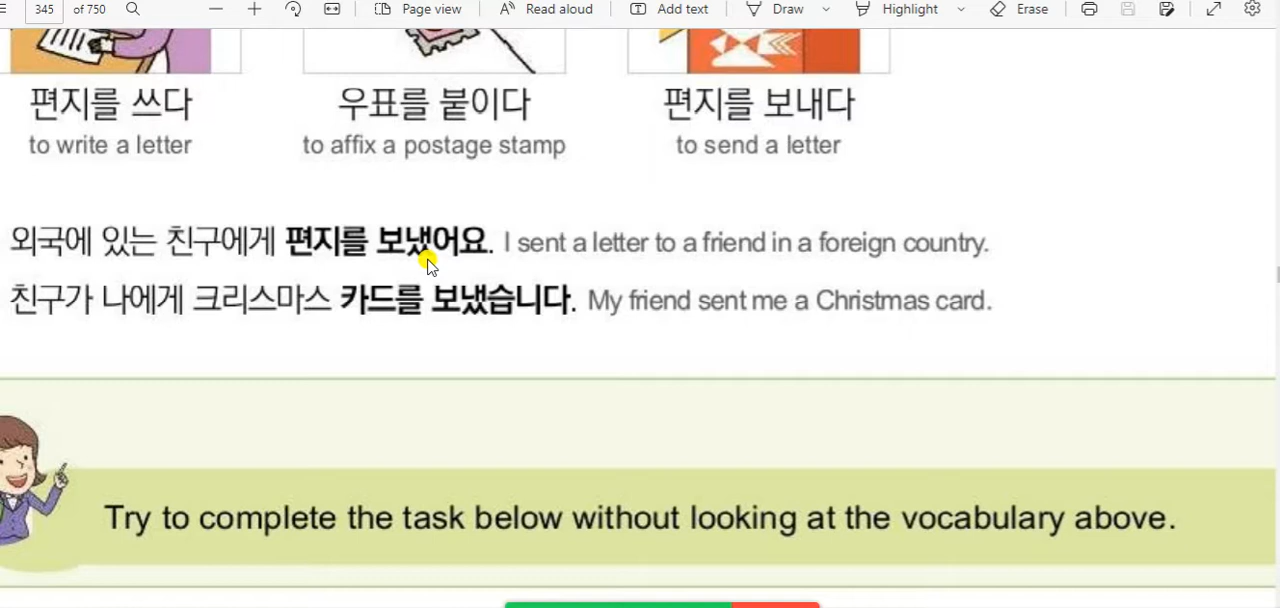 345 of 750 Page view Read aloud Add text Draw Highlight Erase
편지를 쓰다 우표를 붙이다 편지를 보내다
to write a letter to affix a postage stamp to send a letter
외국에 있는 친구에게 편지를 보냈어요. I sent a letter to a friend in a foreign country.
친구가 나에게 크리스마스 카드를 보냈습니다. My friend sent me a Christmas card.
Try to complete the task below without looking at the vocabulary above.